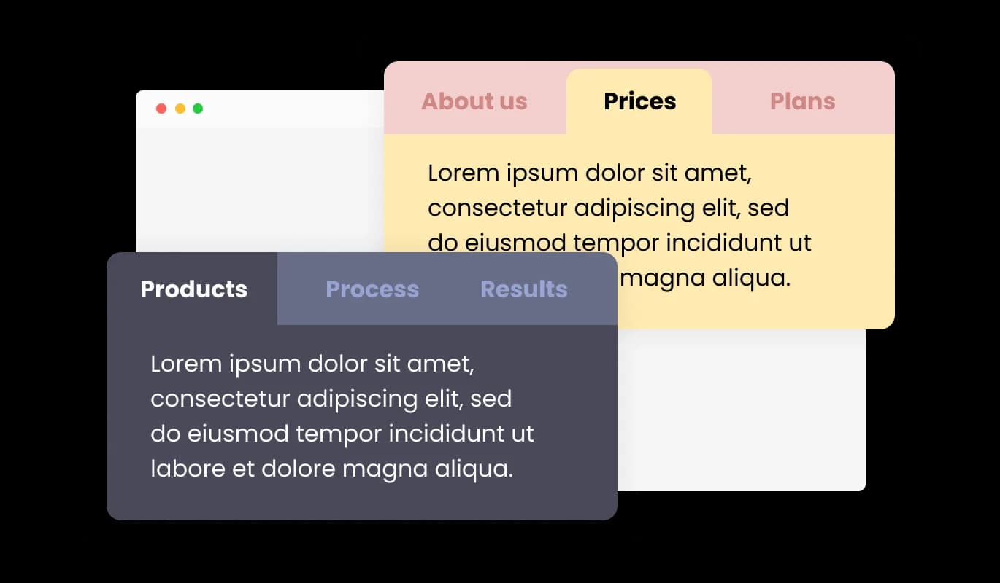 About us Prices Plans
Lorem ipsum dolor sit amet,
consectetur adipiscing elit, sed
do eiusmod tempor incididunt ut
magna aliqua.
Products Process Results
Lorem ipsum dolor sit amet,
consectetur adipiscing elit, sed
do eiusmod tempor incididunt ut
labore et dolore magna aliqua.